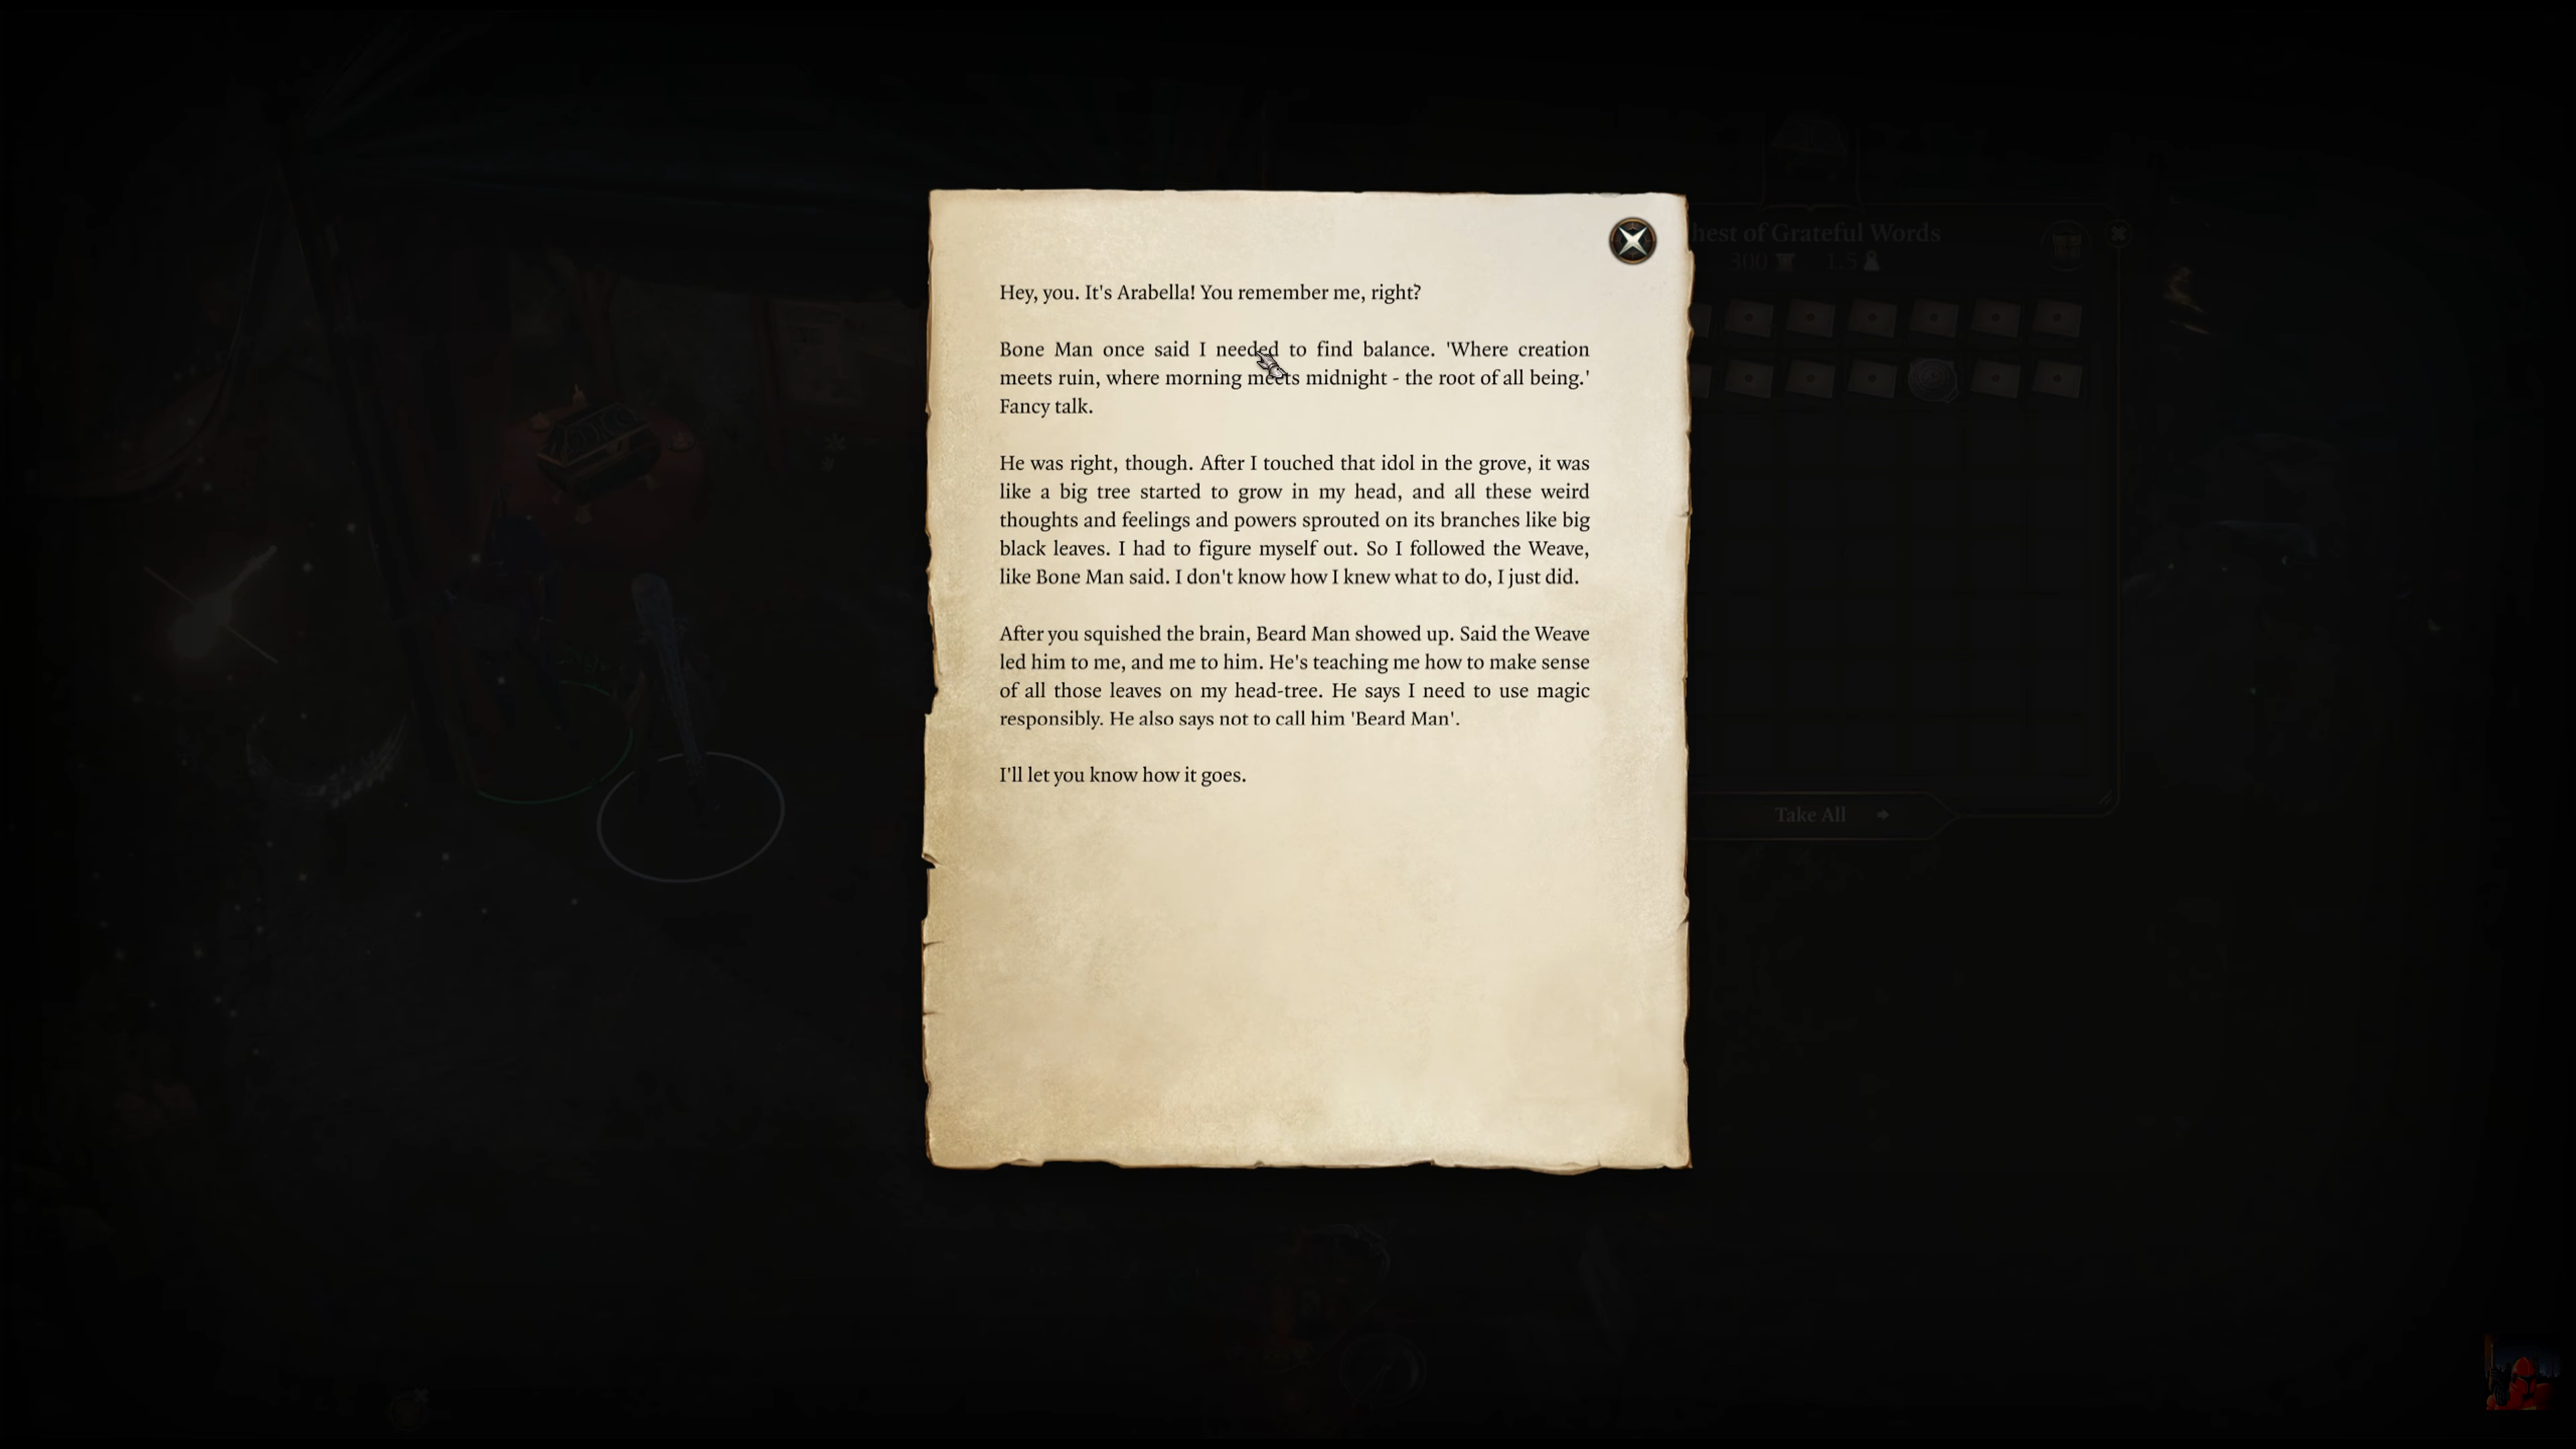 Hey, you. It's Arabella! You remember me, right?
Bone Man once said I needed to find balance. 'Where creation
meets ruin, where morning meets midnight - the root of all being.'
Fancy talk.
He was right, though. After I touched that idol in the grove, it was
like a big tree started to grow in my head, and all these weird
thoughts and feelings and powers sprouted on its branches like big
black leaves. I had to figure myself out. So I followed the Weave,
like Bone Man said. I don't know how I knew what to do, I just did.
After you squished the brain, Beard Man showed up. Said the Weave
led him to me, and me to him. He's teaching me how to make sense
of all those leaves on my head-tree. He says I need to use magic
responsibly. He also says not to call him 'Beard Man'.
I'll let you know how it goes.
hest of Grateful Words
300 1.5
Take All